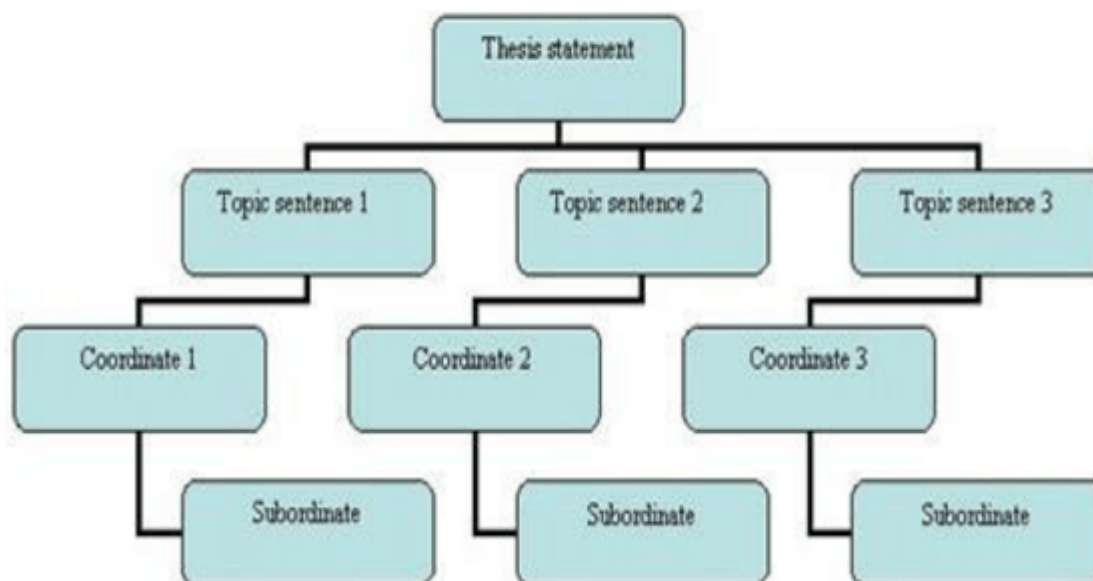 Thesis statement
Topic sentence 1
Topic sentence 2
Topic sentence 3
Coordinate 1
Coordinate 2
Coordinate 3
Subordinate
Subordinate
Subordinate